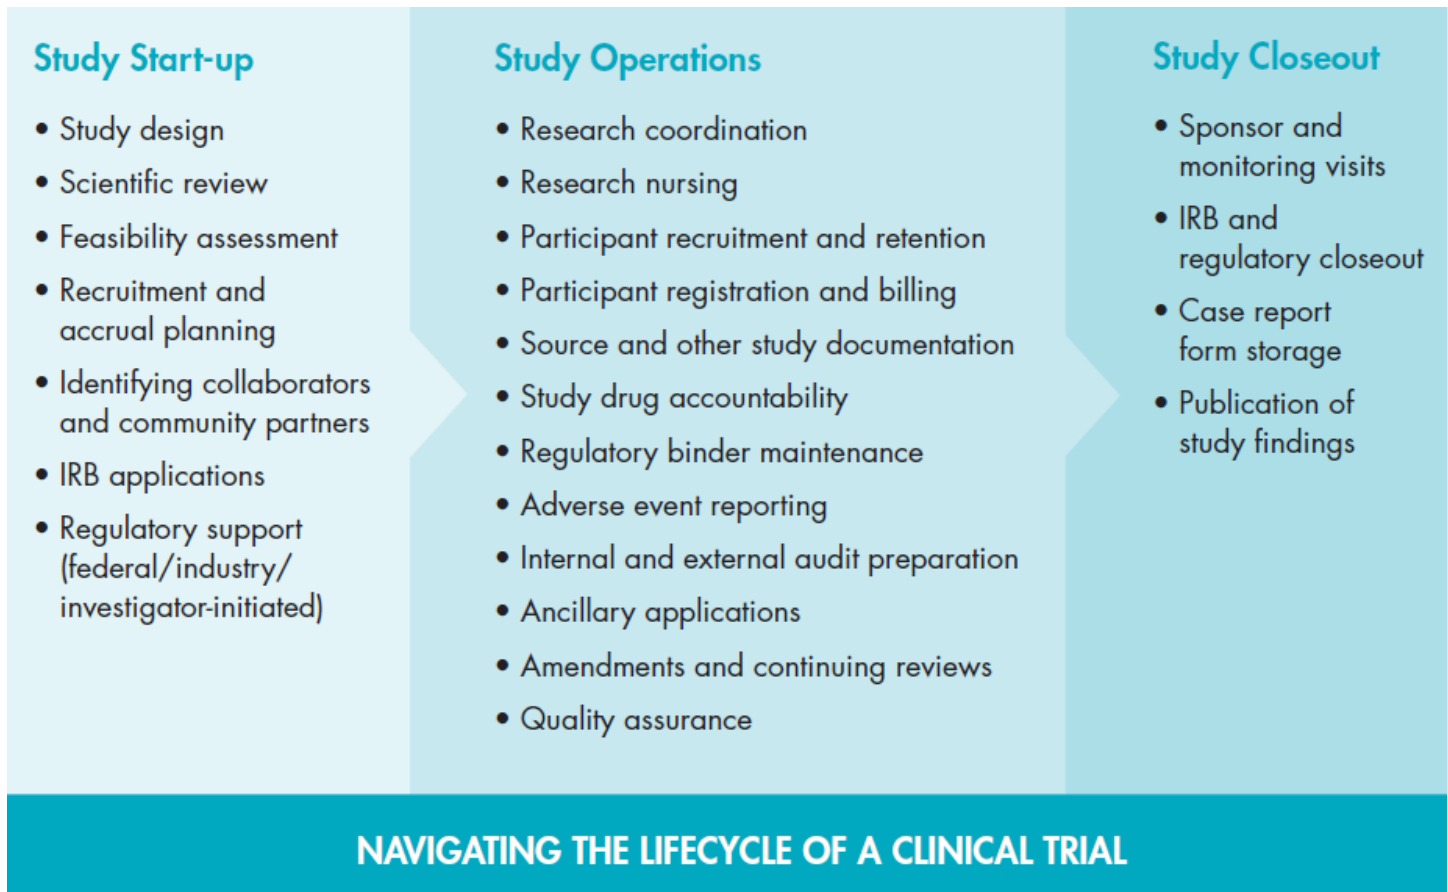 Study Start-up
• Study design
• Scientific review
• Feasibility assessment
• Recruitment and
accrual planning
• Identifying collaborators
and community partners
• IRB applications
• Regulatory support
(federal/industry/
investigator-initiated)
Study Operations
• Research coordination
• Research nursing
• Participant recruitment and retention
• Participant registration and billing
• Source and other study documentation
• Study drug accountability
• Regulatory binder maintenance
• Adverse event reporting
• Internal and external audit preparation
• Ancillary applications
• Amendments and continuing reviews
• Quality assurance
Study Closeout
• Sponsor and
monitoring visits
• IRB and
regulatory closeout
• Case report
form storage
• Publication of
study findings
NAVIGATING THE LIFECYCLE OF A CLINICAL TRIAL